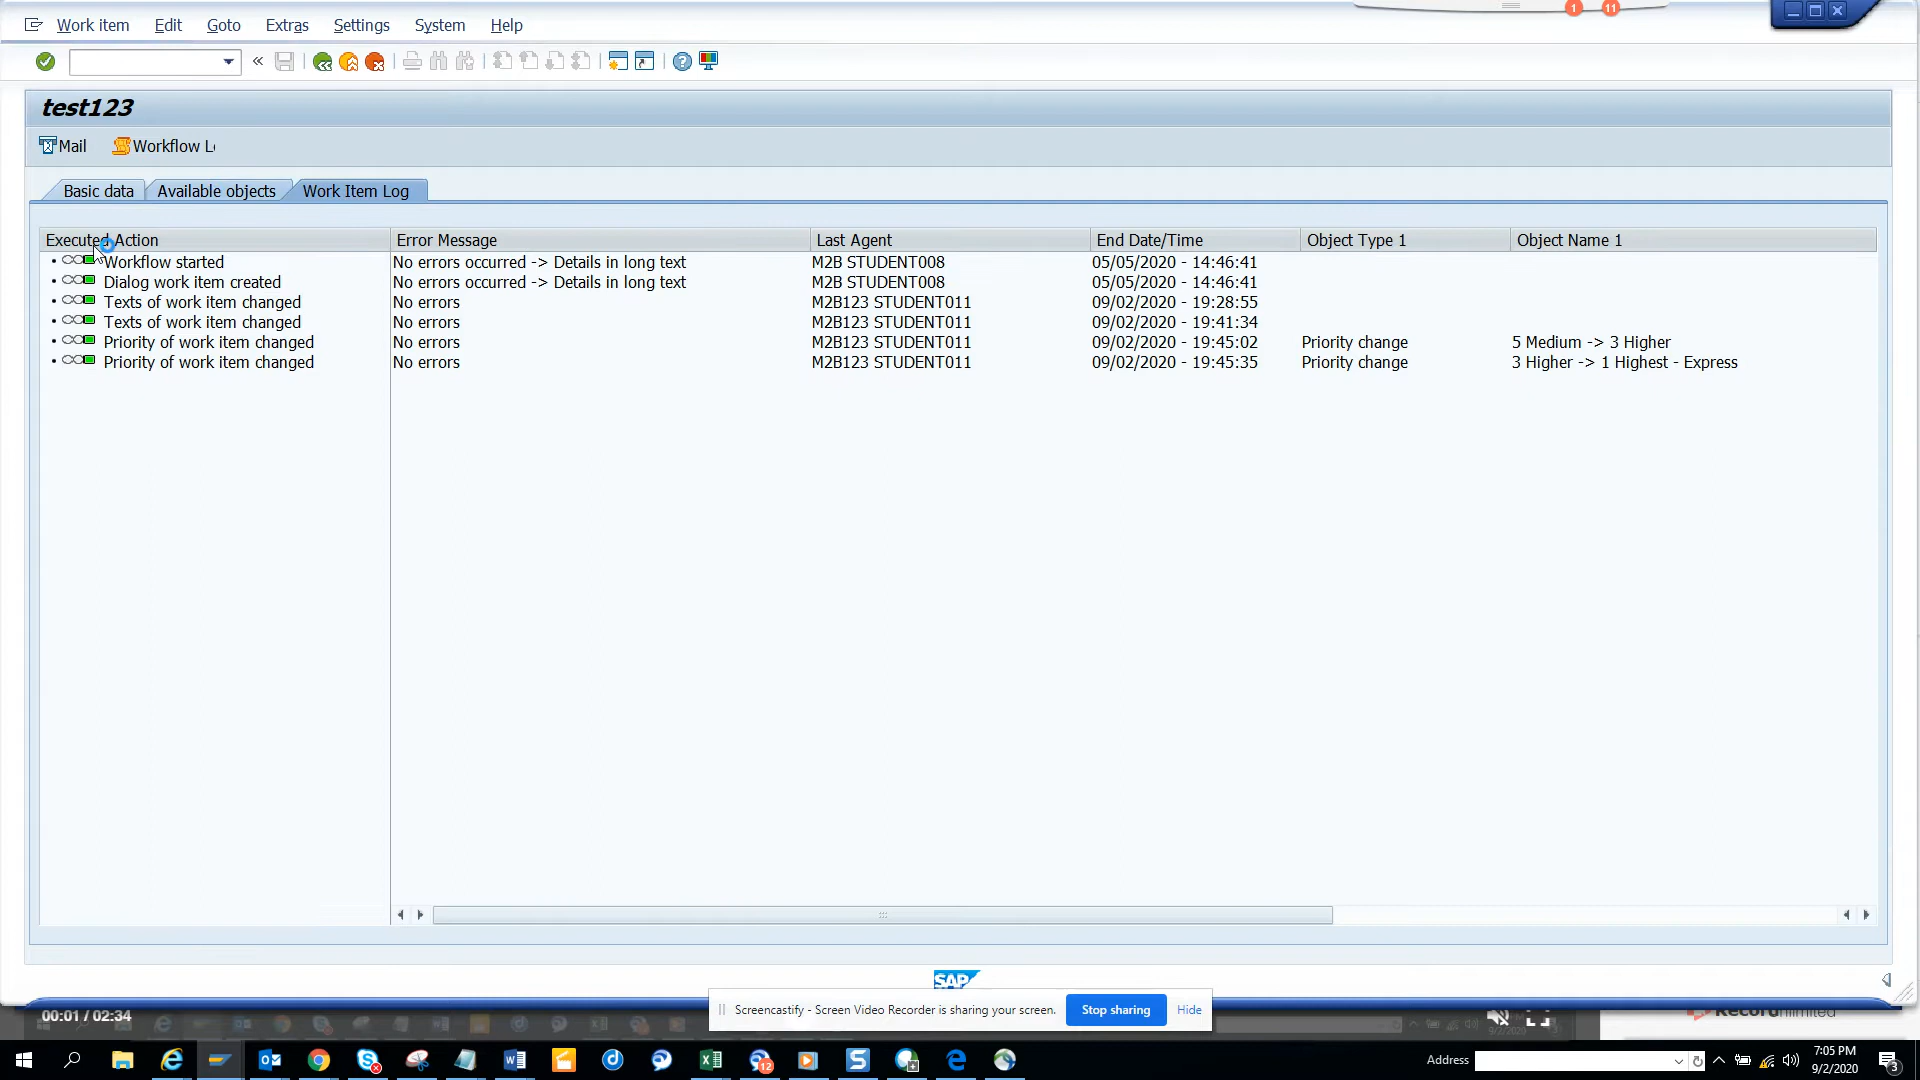 Work item Edit Goto Extras Settings System Help
1 11
«
test123
Mail Workflow Lo
Basic data Available objects Work Item Log
Executed Action Error Message Last Agent End Date/Time Object Type 1 Object Name 1
Workflow started No errors occurred -> Details in long text M2B STUDENT008 05/05/2020 - 14:46:41
Dialog work item created No errors occurred -> Details in long text M2B STUDENT008 05/05/2020 - 14:46:41
Texts of work item changed No errors M2B123 STUDENT011 09/02/2020 - 19:28:55
Texts of work item changed No errors M2B123 STUDENT011 09/02/2020 - 19:41:34
Priority of work item changed No errors M2B123 STUDENT011 09/02/2020 - 19:45:02 Priority change 5 Medium -> 3 Higher
Priority of work item changed No errors M2B123 STUDENT011 09/02/2020 - 19:45:35 Priority change 3 Higher -> 1 Highest - Express
SAP
Screencastify - Screen Video Recorder is sharing your screen. Stop sharing Hide
00:01 / 02:34
12
Address
7:05 PM
9/2/2020
3